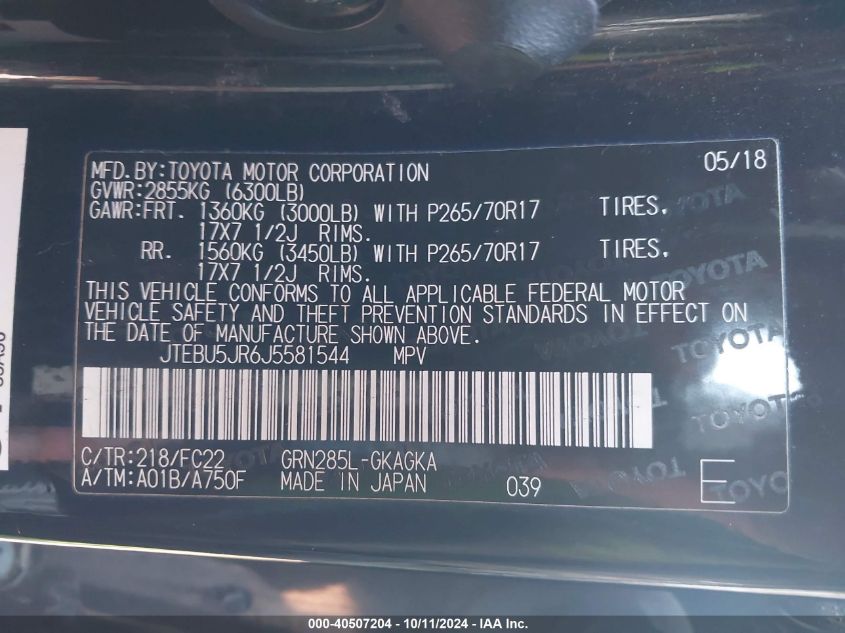 MFD.BY:TOYOTA MOTOR CORPORATION 05/18
GVWR:2855KG (6300LB)
GAWR:FRT. 1360KG (3000LB) WITH P265/70R17 TIRES,
17X7 1/2J RIMS.
RR. 1560KG (3450LB) WITH P265/70R17 TIRES,
17X7 1/2J RIMS.
THIS VEHICLE CONFORMS TO ALL APPLICABLE FEDERAL MOTOR
VEHICLE SAFETY AND THEFT PREVENTION STANDARDS IN EFFECT ON
THE DATE OF MANUFACTURE SHOWN ABOVE.
JTEBU5JR6J5581544 MPV
C/TR:218/FC22 GRN285L-GKAGKA
A/TM:A01B/A750F MADE IN JAPAN 039 E
TOYOTA
TOYOTA
TOYOTA
000-40507204 - 10/11/2024 - IAA Inc.